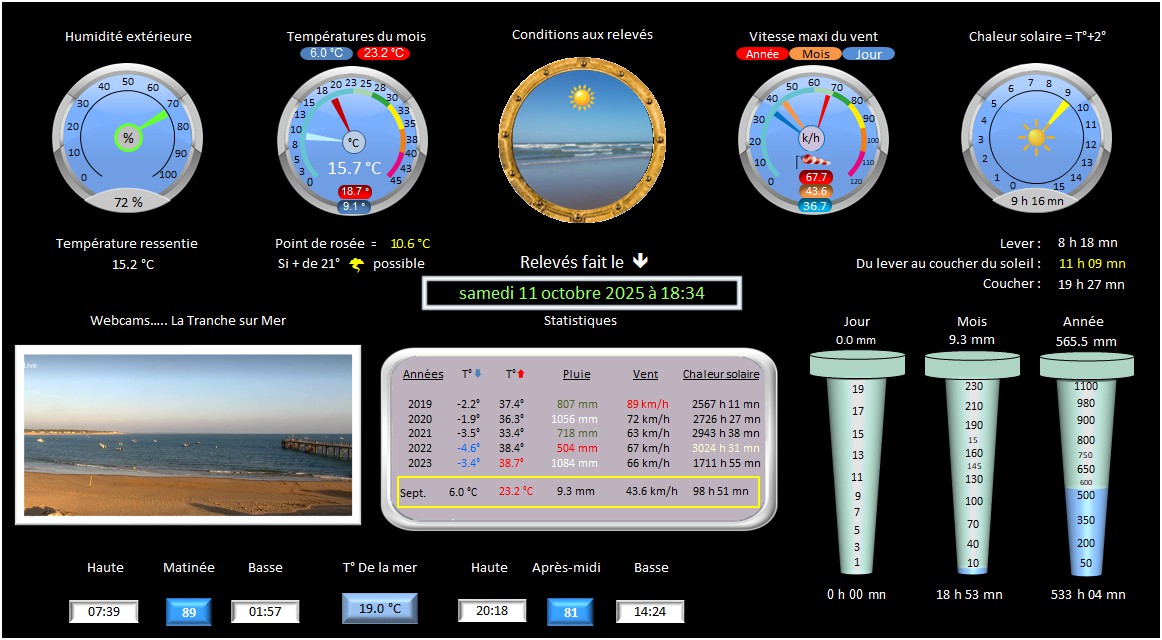 Humidité extérieure
Températures du mois
6.0 °C 23.2 °C
Conditions aux relevés
Vitesse maxi du vent
Année Mois Jour
Chaleur solaire = T°+2°
0 10 20 30 40 50 60 70 80 90 100
%
72 %
0 3 5 8 10 13 15 18 20 23 25 28 30 33 35 38 40 43 45
°C
15.7 °C
18.7 °
9.1 °
0 10 20 30 40 50 60 70 80 90 100 110 120
k/h
67.7
43.6
36.7
0 1 2 3 4 5 6 7 8 9 10 11 12 13 14 15
9 h 16 mn
Température ressentie
15.2 °C
Point de rosée = 10.6 °C
Si + de 21° possible
Relevés fait le
samedi 11 octobre 2025 à 18:34
Lever : 8 h 18 mn
Du lever au coucher du soleil : 11 h 09 mn
Coucher : 19 h 27 mn
Webcams..... La Tranche sur Mer
Live
Statistiques
Années T° T° Pluie Vent Chaleur solaire
2019 -2.2° 37.4° 807 mm 89 km/h 2567 h 11 mn
2020 -1.9° 36.3° 1056 mm 72 km/h 2726 h 27 mn
2021 -3.5° 33.4° 718 mm 63 km/h 2943 h 38 mn
2022 -4.6° 38.4° 504 mm 67 km/h 3024 h 31 mn
2023 -3.4° 38.7° 1084 mm 66 km/h 1711 h 55 mn
Sept. 6.0 °C 23.2 °C 9.3 mm 43.6 km/h 98 h 51 mn
Jour
0.0 mm
19
17
15
13
11
9
7
5
3
1
0 h 00 mn
Mois
9.3 mm
230
210
190
15
160
145
130
100
70
40
10
18 h 53 mn
Année
565.5 mm
1100
980
900
800
750
650
600
500
350
200
50
533 h 04 mn
Haute Matinée Basse
07:39 89 01:57
T° De la mer
19.0 °C
Haute Après-midi Basse
20:18 81 14:24